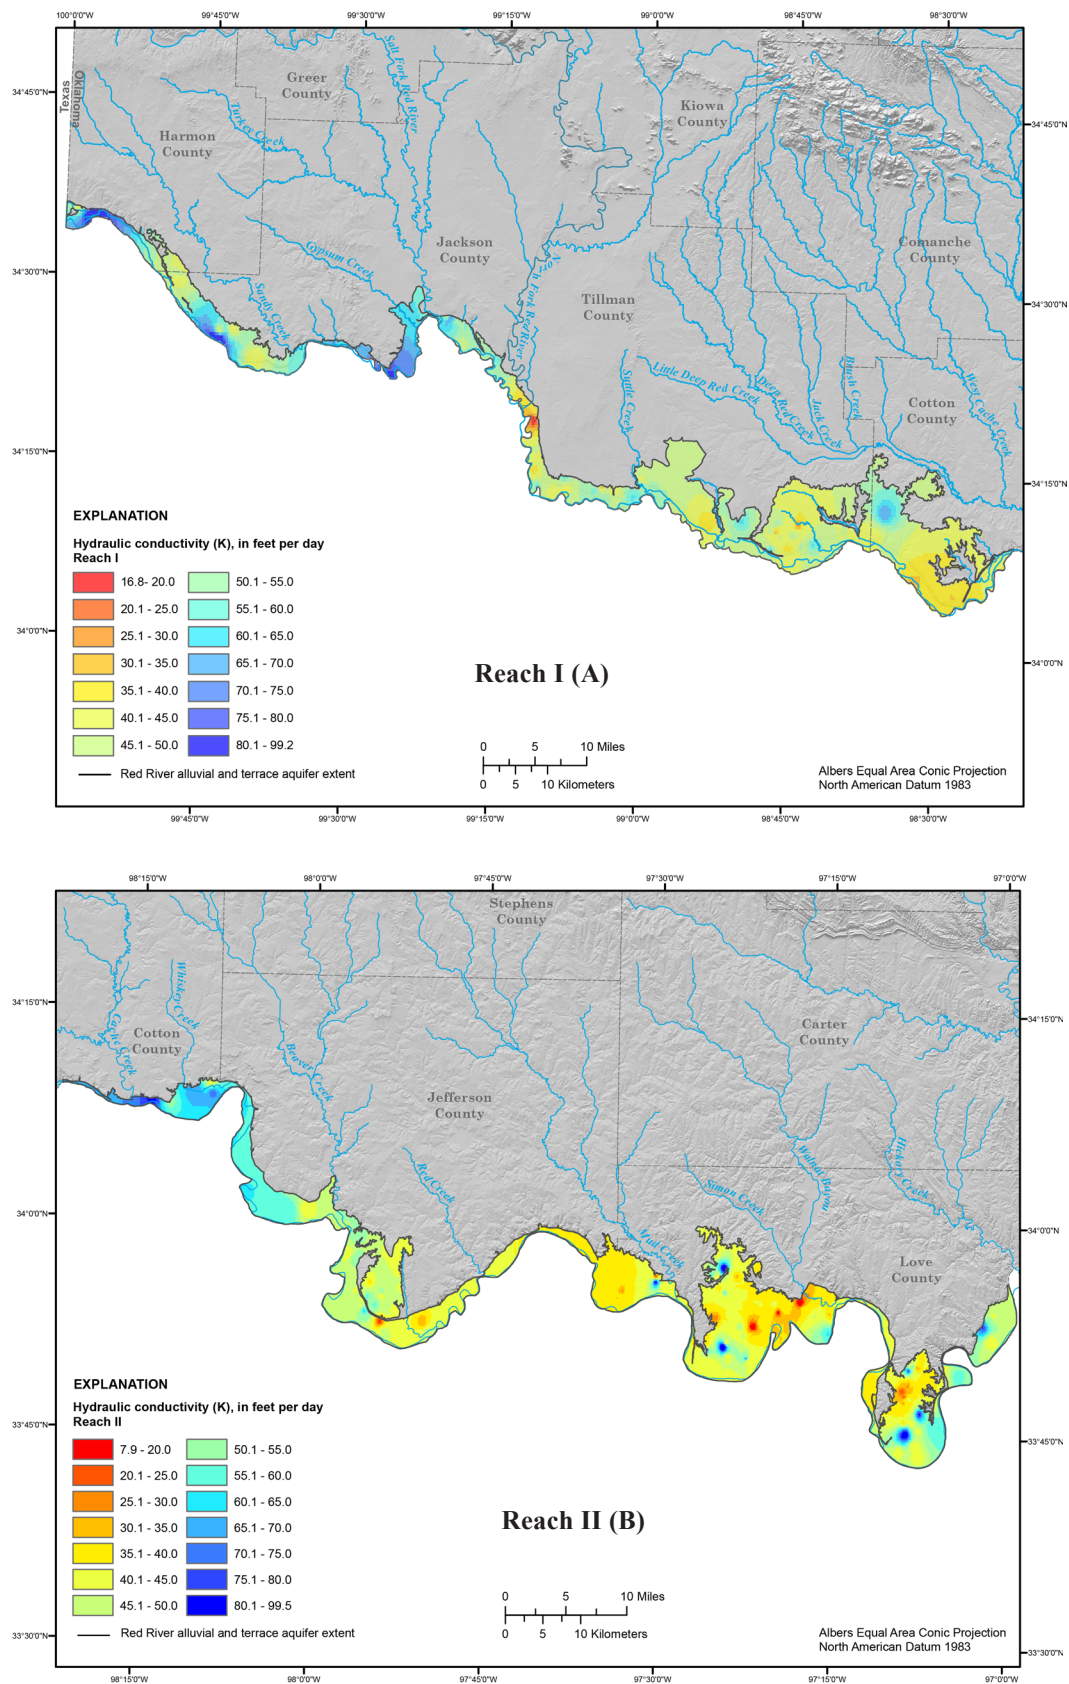 100°0'0"W 99°45'0"W 99°30'0"W 99°15'0"W 99°0'0"W 98°45'0"W 98°30'0"W
34°45'0"N
34°30'0"N
34°15'0"N
34°0'0"N
34°45'0"N
34°30'0"N
34°15'0"N
34°0'0"N
Texas
Oklahoma
Harmon
County
Greer
County
Turkey Creek
Salt Fork Red River
Kiowa
County
Jackson
County
Gypsum Creek
Sandy Creek
North Fork Red River
Tillman
County
Comanche
County
Suttle Creek
Little Deep Red Creek
Deep Red Creek
Jack Creek
Brush Creek
Cotton
County
West Cache Creek
EXPLANATION
Hydraulic conductivity (K), in feet per day
Reach I
16.8- 20.0 50.1 - 55.0
20.1 - 25.0 55.1 - 60.0
25.1 - 30.0 60.1 - 65.0
30.1 - 35.0 65.1 - 70.0
35.1 - 40.0 70.1 - 75.0
40.1 - 45.0 75.1 - 80.0
45.1 - 50.0 80.1 - 99.2
Red River alluvial and terrace aquifer extent
Reach I (A)
0 5 10 Miles
0 5 10 Kilometers
Albers Equal Area Conic Projection
North American Datum 1983
99°45'0"W 99°30'0"W 99°15'0"W 99°0'0"W 98°45'0"W 98°30'0"W
98°15'0"W 98°0'0"W 97°45'0"W 97°30'0"W 97°15'0"W 97°0'0"W
34°15'0"N
34°0'0"N
33°45'0"N
33°30'0"N
34°15'0"N
34°0'0"N
33°45'0"N
33°30'0"N
Stephens
County
Whiskey Creek
Cache Creek
Cotton
County
Beaver Creek
Jefferson
County
Carter
County
Red Creek
Mud Creek
Simon Creek
Walnut Bayou
Hickory Creek
Love
County
EXPLANATION
Hydraulic conductivity (K), in feet per day
Reach II
7.9 - 20.0 50.1 - 55.0
20.1 - 25.0 55.1 - 60.0
25.1 - 30.0 60.1 - 65.0
30.1 - 35.0 65.1 - 70.0
35.1 - 40.0 70.1 - 75.0
40.1 - 45.0 75.1 - 80.0
45.1 - 50.0 80.1 - 99.5
Red River alluvial and terrace aquifer extent
Reach II (B)
0 5 10 Miles
0 5 10 Kilometers
Albers Equal Area Conic Projection
North American Datum 1983
98°15'0"W 98°0'0"W 97°45'0"W 97°30'0"W 97°15'0"W 97°0'0"W